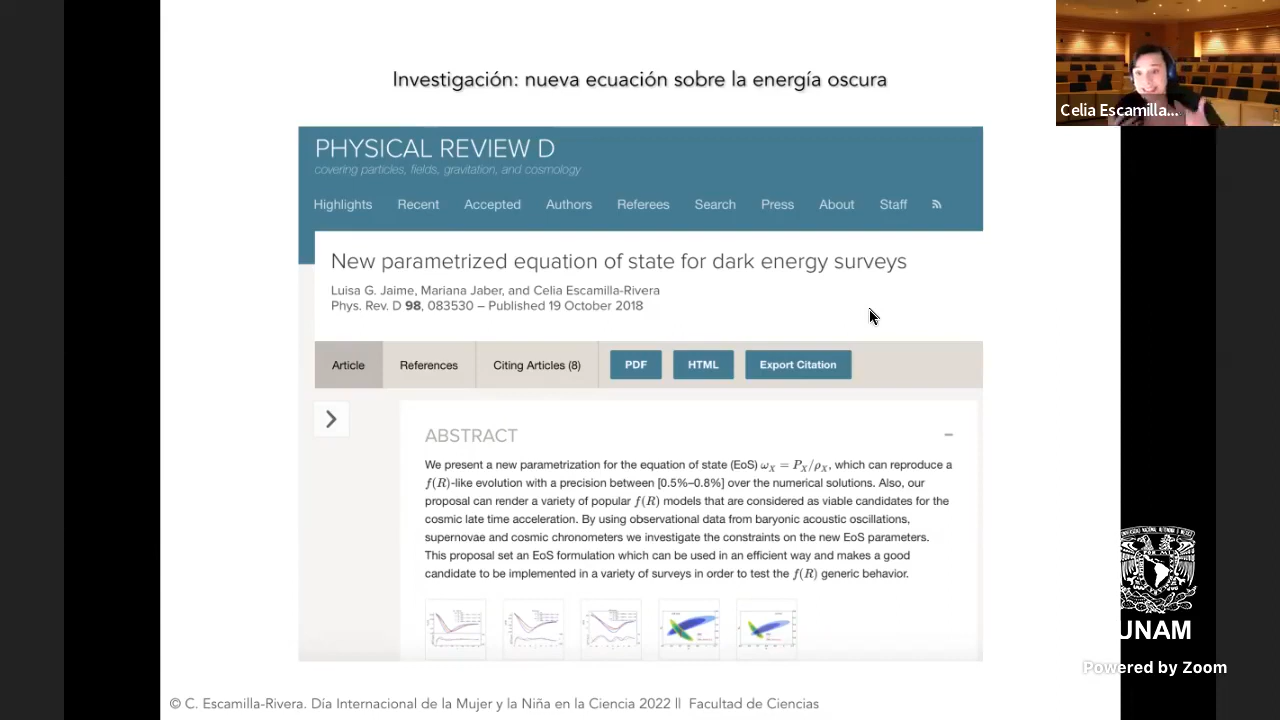 Investigación: nueva ecuación sobre la energía oscura
Celia Escamilla...
PHYSICAL REVIEW D
covering particles, fields, gravitation, and cosmology
Highlights Recent Accepted Authors Referees Search Press About Staff
New parametrized equation of state for dark energy surveys
Luisa G. Jaime, Mariana Jaber, and Celia Escamilla-Rivera
Phys. Rev. D 98, 083530 – Published 19 October 2018
Article References Citing Articles (8) PDF HTML Export Citation
ABSTRACT
We present a new parametrization for the equation of state (EoS) ω_X = P_X/ρ_X, which can reproduce a
f(R)-like evolution with a precision between [0.5%–0.8%] over the numerical solutions. Also, our
proposal can render a variety of popular f(R) models that are considered as viable candidates for the
cosmic late time acceleration. By using observational data from baryonic acoustic oscillations,
supernovae and cosmic chronometers we investigate the constraints on the new EoS parameters.
This proposal set an EoS formulation which can be used in an efficient way and makes a good
candidate to be implemented in a variety of surveys in order to test the f(R) generic behavior.
UNAM
Powered by Zoom
© C. Escamilla-Rivera. Día Internacional de la Mujer y la Niña en la Ciencia 2022 || Facultad de Ciencias